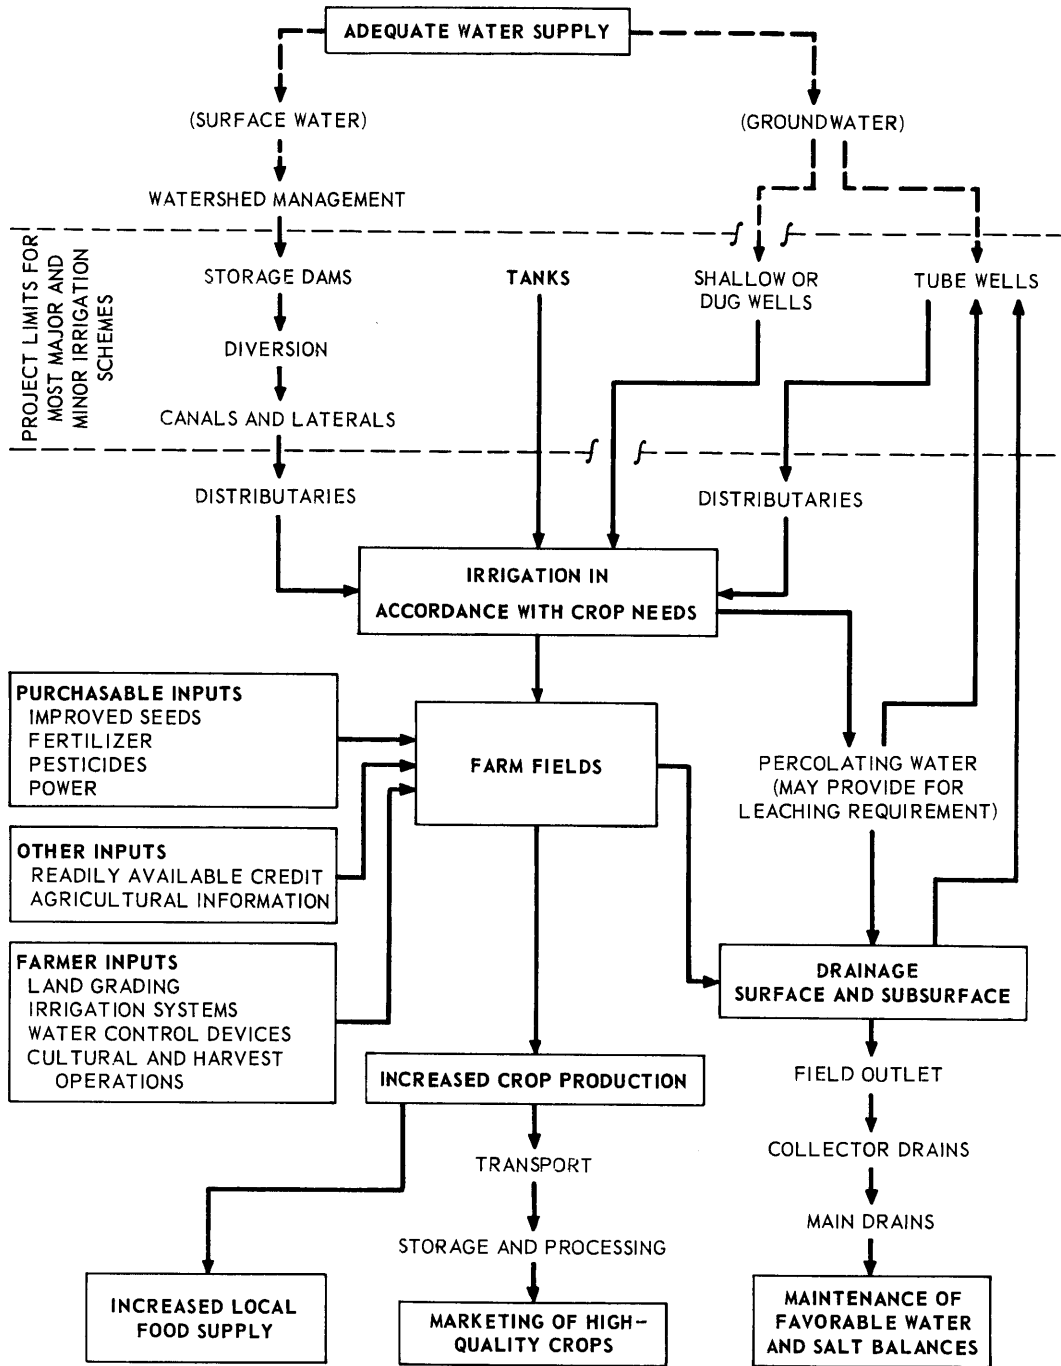 ADEQUATE WATER SUPPLY
(SURFACE WATER)
(GROUNDWATER)
WATERSHED MANAGEMENT
PROJECT LIMITS FOR
MOST MAJOR AND
MINOR IRRIGATION
SCHEMES
STORAGE DAMS
TANKS
SHALLOW OR
DUG WELLS
TUBE WELLS
DIVERSION
CANALS AND LATERALS
DISTRIBUTARIES
DISTRIBUTARIES
IRRIGATION IN
ACCORDANCE WITH CROP NEEDS
PURCHASABLE INPUTS
IMPROVED SEEDS
FERTILIZER
PESTICIDES
POWER
FARM FIELDS
PERCOLATING WATER
(MAY PROVIDE FOR
LEACHING REQUIREMENT)
OTHER INPUTS
READILY AVAILABLE CREDIT
AGRICULTURAL INFORMATION
FARMER INPUTS
LAND GRADING
IRRIGATION SYSTEMS
WATER CONTROL DEVICES
CULTURAL AND HARVEST
OPERATIONS
DRAINAGE
SURFACE AND SUBSURFACE
INCREASED CROP PRODUCTION
FIELD OUTLET
TRANSPORT
COLLECTOR DRAINS
STORAGE AND PROCESSING
MAIN DRAINS
INCREASED LOCAL
FOOD SUPPLY
MARKETING OF HIGH-
QUALITY CROPS
MAINTENANCE OF
FAVORABLE WATER
AND SALT BALANCES